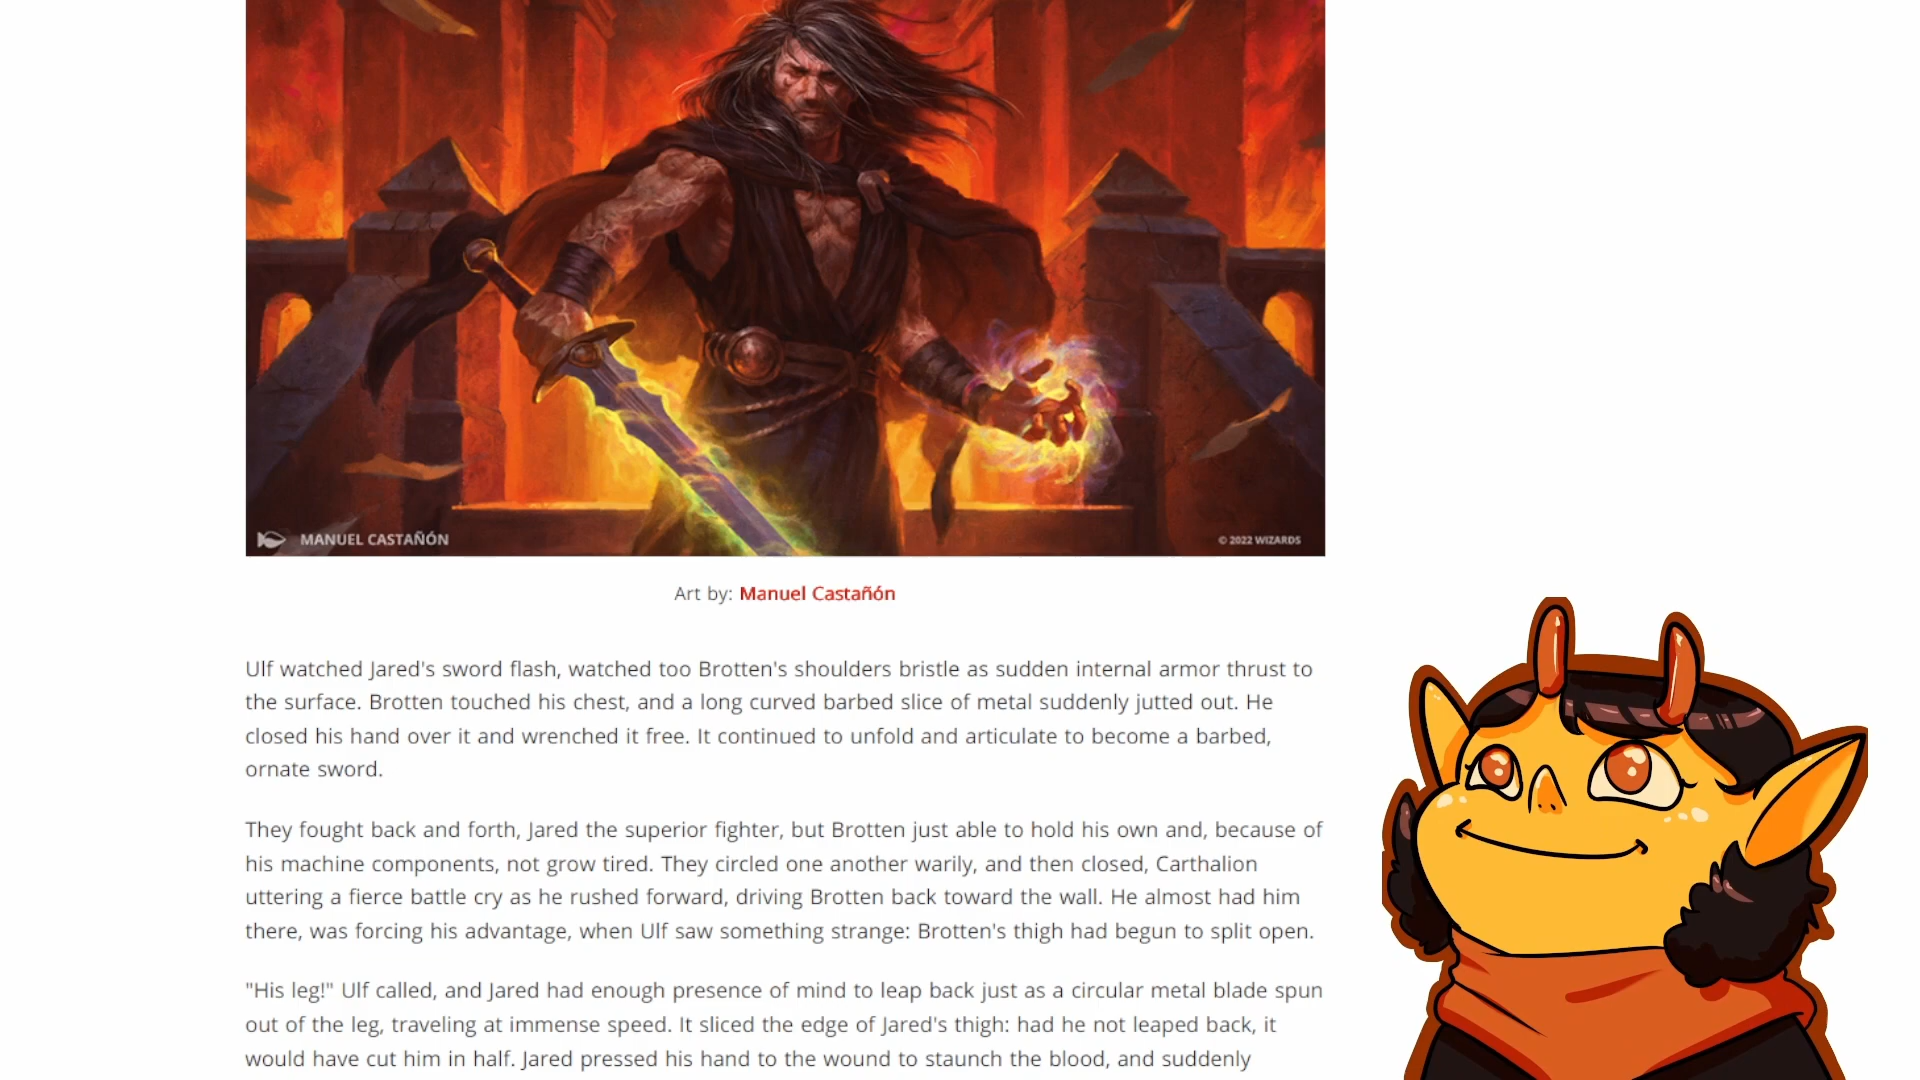 MANUEL CASTAÑÓN
© 2022 WIZARDS
Art by: Manuel Castañón
Ulf watched Jared's sword flash, watched too Brotten's shoulders bristle as sudden internal armor thrust to
the surface. Brotten touched his chest, and a long curved barbed slice of metal suddenly jutted out. He
closed his hand over it and wrenched it free. It continued to unfold and articulate to become a barbed,
ornate sword.
They fought back and forth, Jared the superior fighter, but Brotten just able to hold his own and, because of
his machine components, not grow tired. They circled one another warily, and then closed, Carthalion
uttering a fierce battle cry as he rushed forward, driving Brotten back toward the wall. He almost had him
there, was forcing his advantage, when Ulf saw something strange: Brotten's thigh had begun to split open.
"His leg!" Ulf called, and Jared had enough presence of mind to leap back just as a circular metal blade spun
out of the leg, traveling at immense speed. It sliced the edge of Jared's thigh: had he not leaped back, it
would have cut him in half. Jared pressed his hand to the wound to staunch the blood, and suddenly